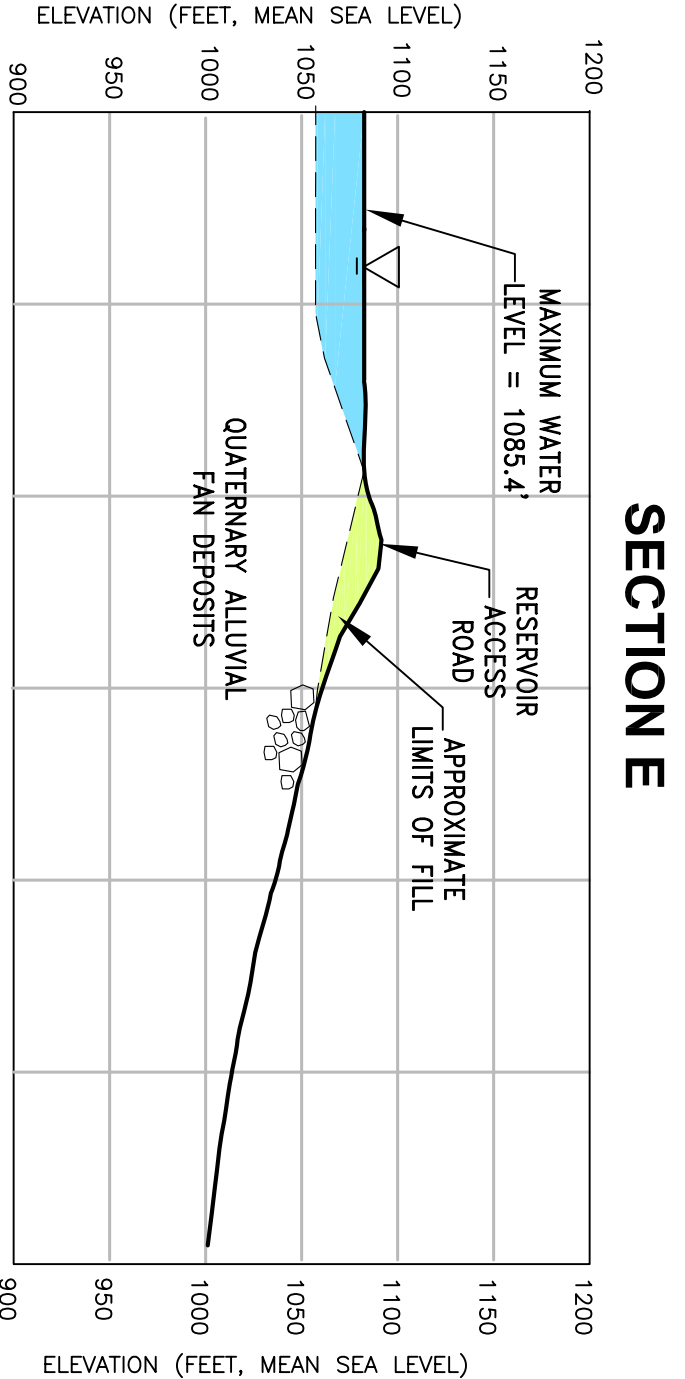 SECTION E
ELEVATION (FEET, MEAN SEA LEVEL)
1200
1150
1100
1050
1000
950
900
MAXIMUM WATER
LEVEL = 1085.4'
RESERVOIR
ACCESS
ROAD
APPROXIMATE
LIMITS OF FILL
QUATERNARY ALLUVIAL
FAN DEPOSITS
1200
1150
1100
1050
1000
950
900
ELEVATION (FEET, MEAN SEA LEVEL)